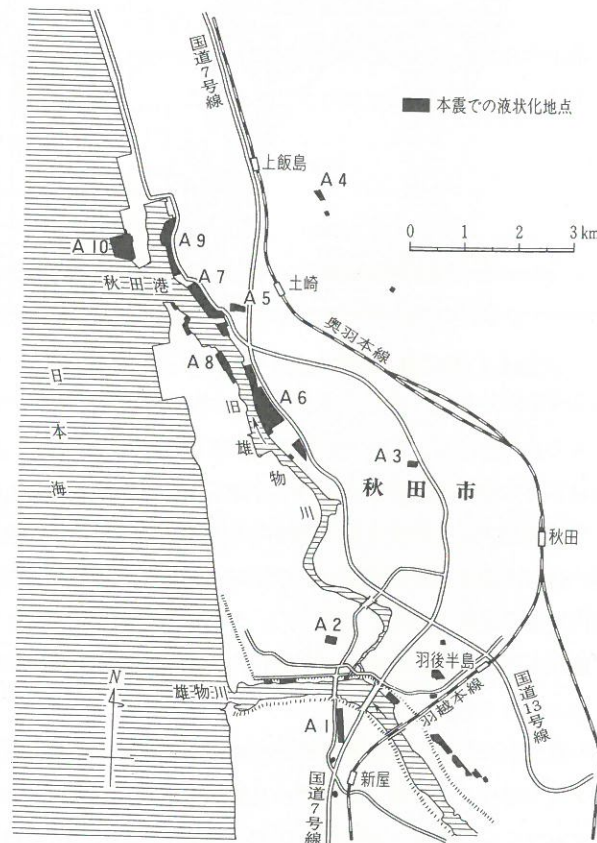 国道7号線
本震での液状化地点
上飯島
A4
0 1 2 3 km
A10
A9
秋田港
A7
A5
土崎
奥羽本線
A8
A6
日本海
旧雄物川
A3
秋田市
秋田
A2
羽後半島
N
雄物川
羽越本線
国道13号線
A1
新屋
国道7号線